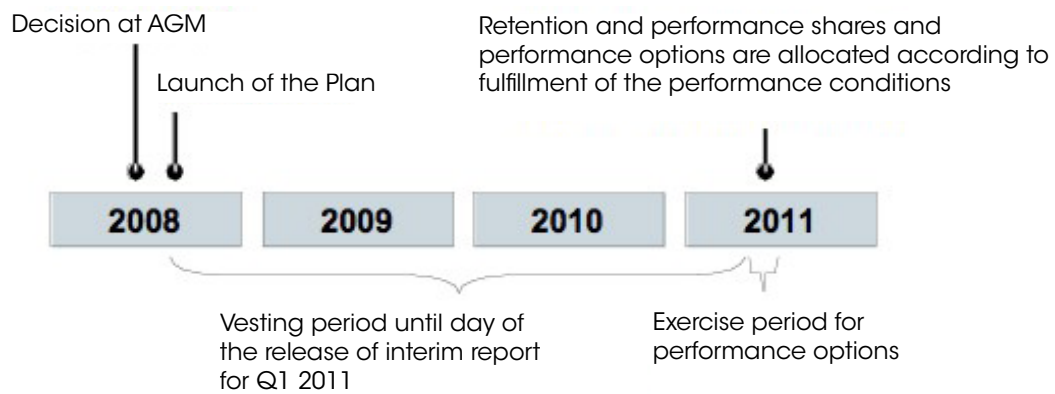 Decision at AGM
Launch of the Plan
Retention and performance shares and
performance options are allocated according to
fulfillment of the performance conditions
2008
2009
2010
2011
Vesting period until day of
the release of interim report
for Q1 2011
Exercise period for
performance options